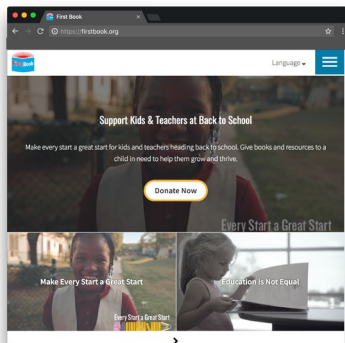 First Book
https://firstbook.org
First Book
Language
Support Kids & Teachers at Back to School
Make every start a great start for kids and teachers heading back to school. Give books and resources to a
child in need to help them grow and thrive.
Donate Now
Every Start a Great Start
Make Every Start a Great Start
Education Is Not Equal
Every Start a Great Start